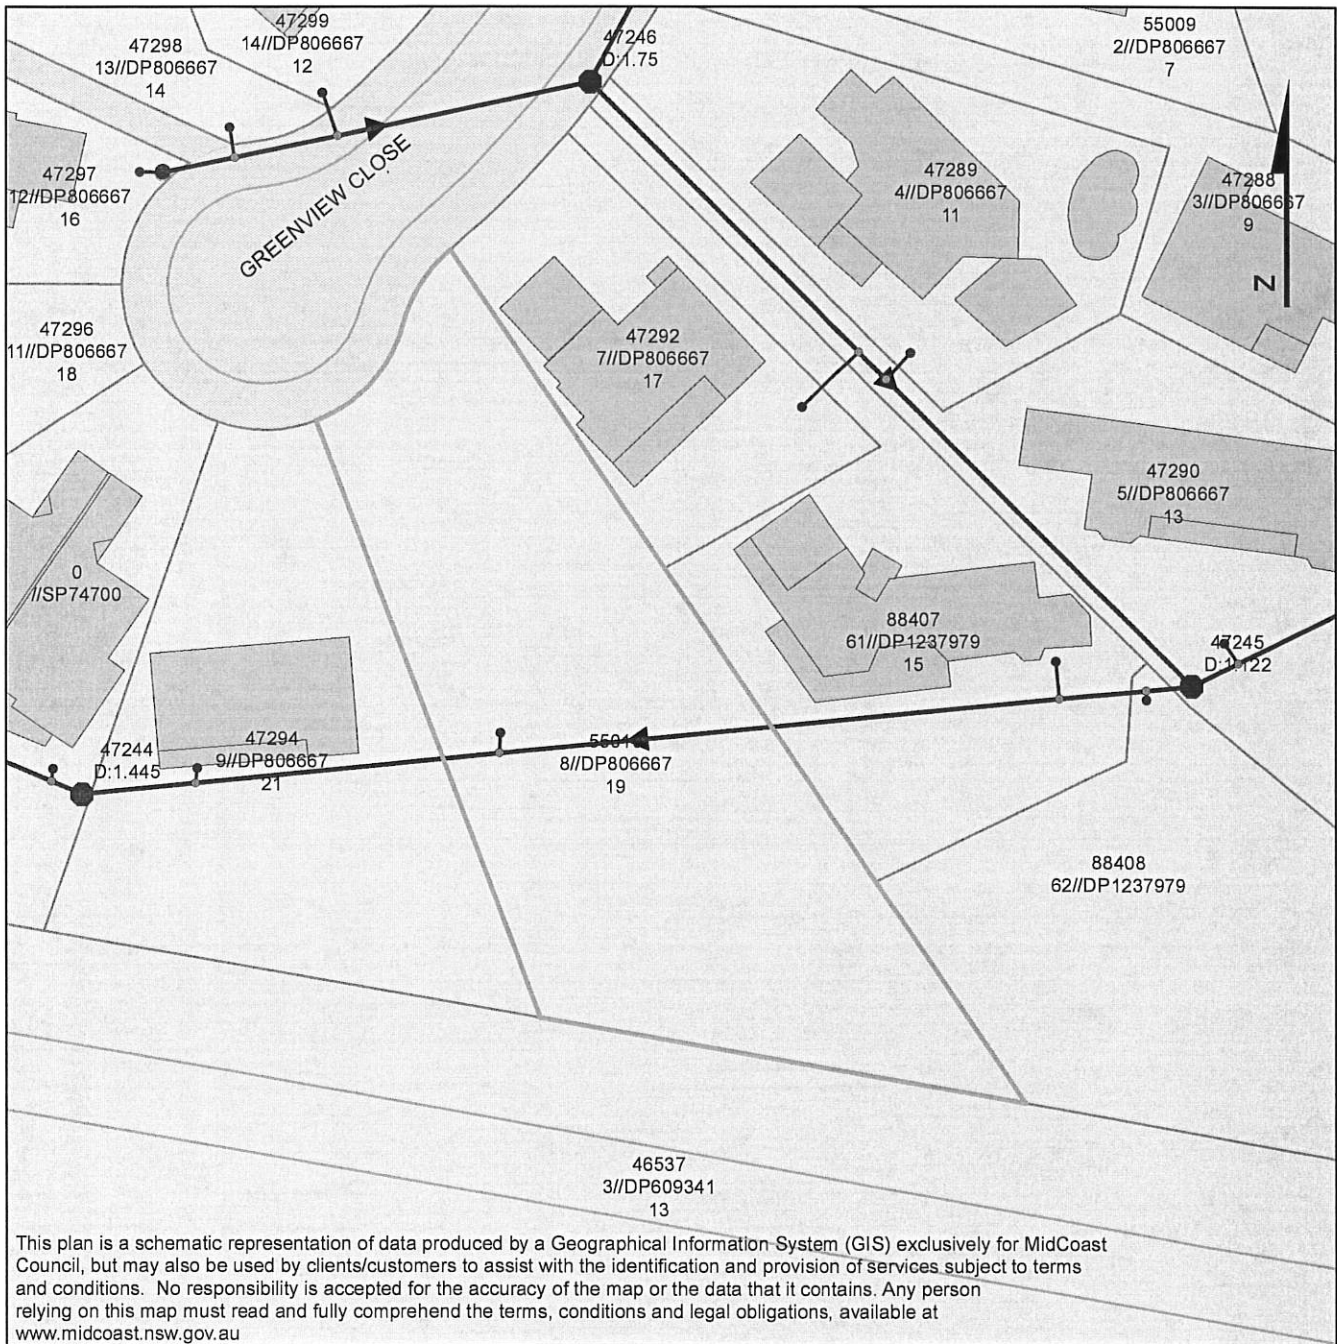 47299
14//DP806667
12
47298
13//DP806667
14
47246
D:1.75
55009
2//DP806667
7
GREENVIEW CLOSE
47297
12//DP806667
16
47289
4//DP806667
11
47288
3//DP806667
9
N
47296
11//DP806667
18
47292
7//DP806667
17
47290
5//DP806667
13
0
//SP74700
88407
61//DP1237979
15
47245
D:1.122
47244
D:1.445
47294
9//DP806667
21
8//DP806667
19
88408
62//DP1237979
46537
3//DP609341
13
This plan is a schematic representation of data produced by a Geographical Information System (GIS) exclusively for MidCoast
Council, but may also be used by clients/customers to assist with the identification and provision of services subject to terms
and conditions. No responsibility is accepted for the accuracy of the map or the data that it contains. Any person
relying on this map must read and fully comprehend the terms, conditions and legal obligations, available at
www.midcoast.nsw.gov.au